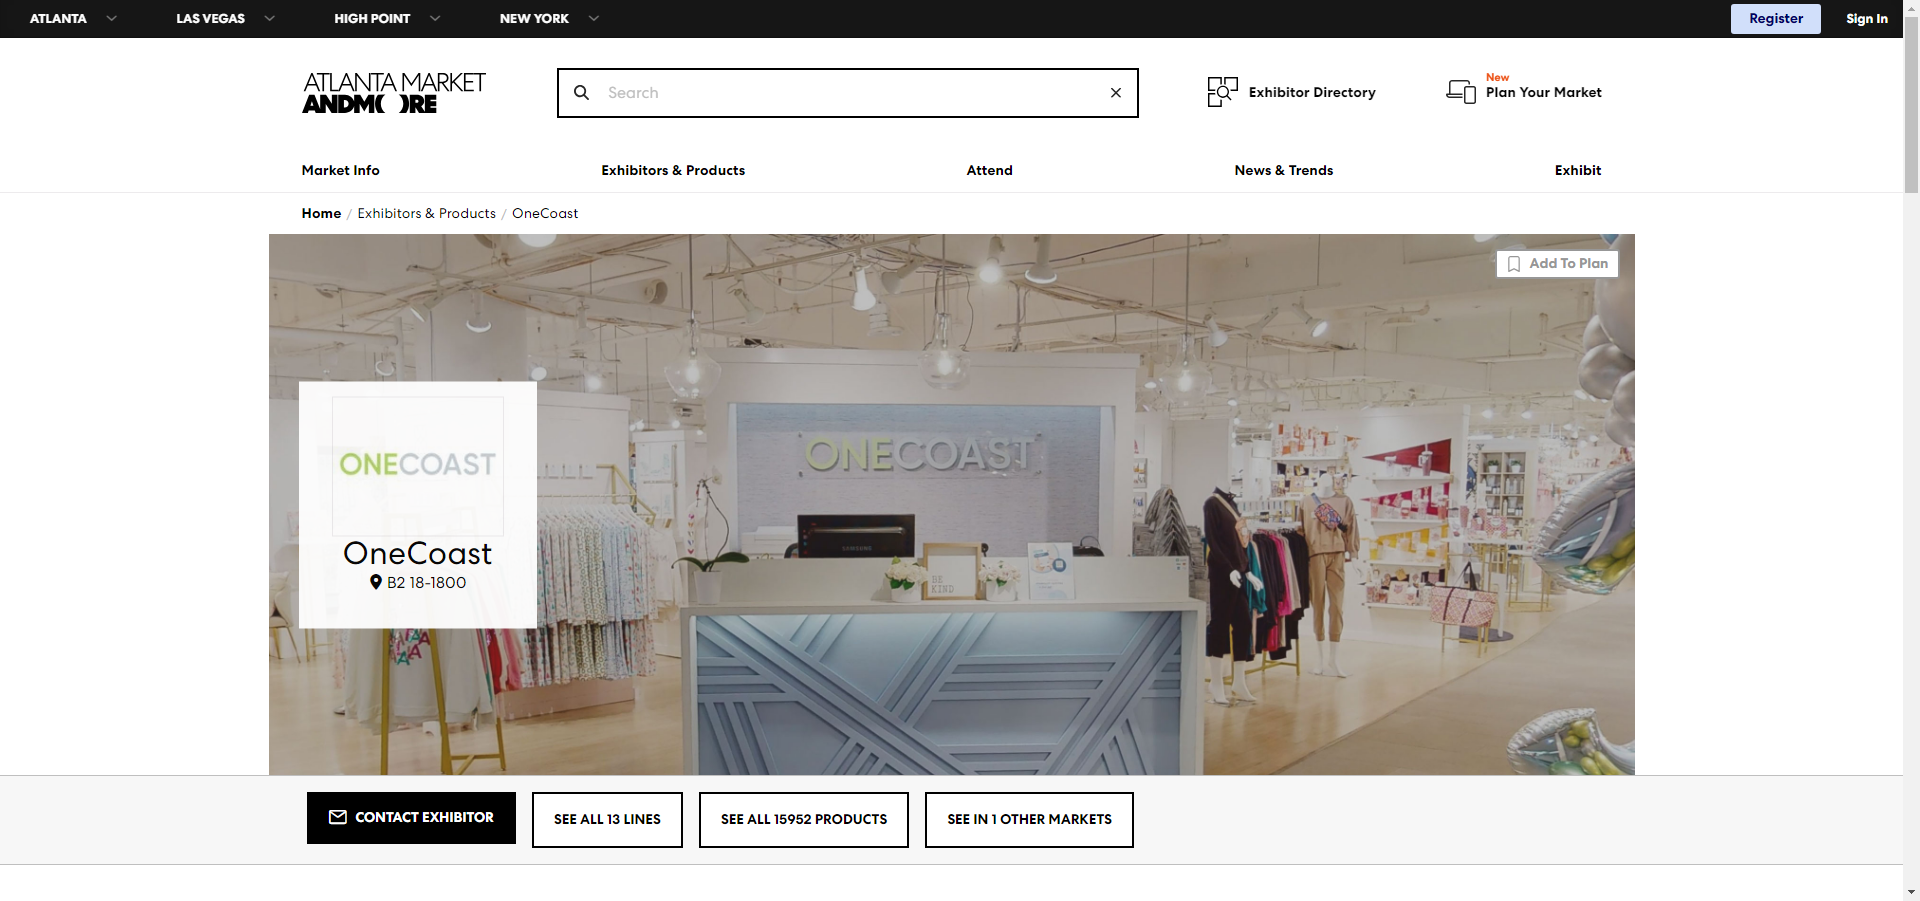 ATLANTA
LAS VEGAS
HIGH POINT
NEW YORK
Register
Sign In
ATLANTA MARKET
ANDMORE
Search
Exhibitor Directory
New
Plan Your Market
Market Info
Exhibitors & Products
Attend
News & Trends
Exhibit
Home / Exhibitors & Products / OneCoast
Add To Plan
ONECOAST
ONECOAST
SAMSUNG
BE
KIND
OneCoast
B2 18-1800
CONTACT EXHIBITOR
SEE ALL 13 LINES
SEE ALL 15952 PRODUCTS
SEE IN 1 OTHER MARKETS